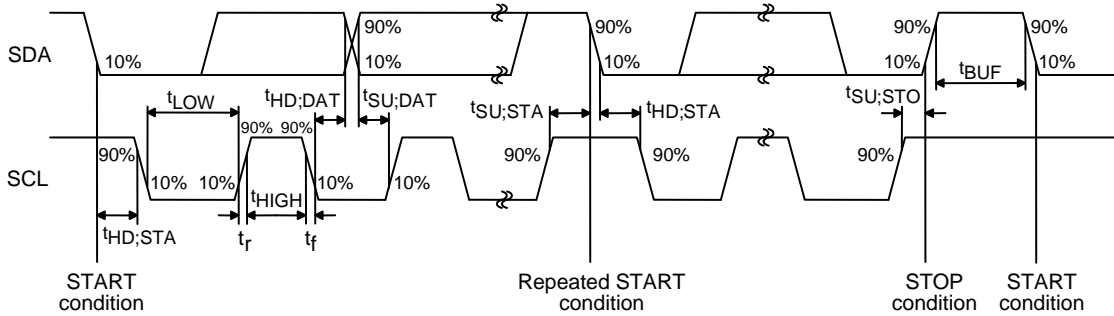 90% 90% 90% 90%
SDA 10% 10% 10% 10% 10%
tLOW tHD;DAT tSU;DAT tSU;STA tHD;STA tSU;STO tBUF
90% 90%
SCL 90% 90% 90% 90%
10% 10% tHIGH 10% 10%
tHD;STA tr tf
START condition
Repeated START condition
STOP condition
START condition